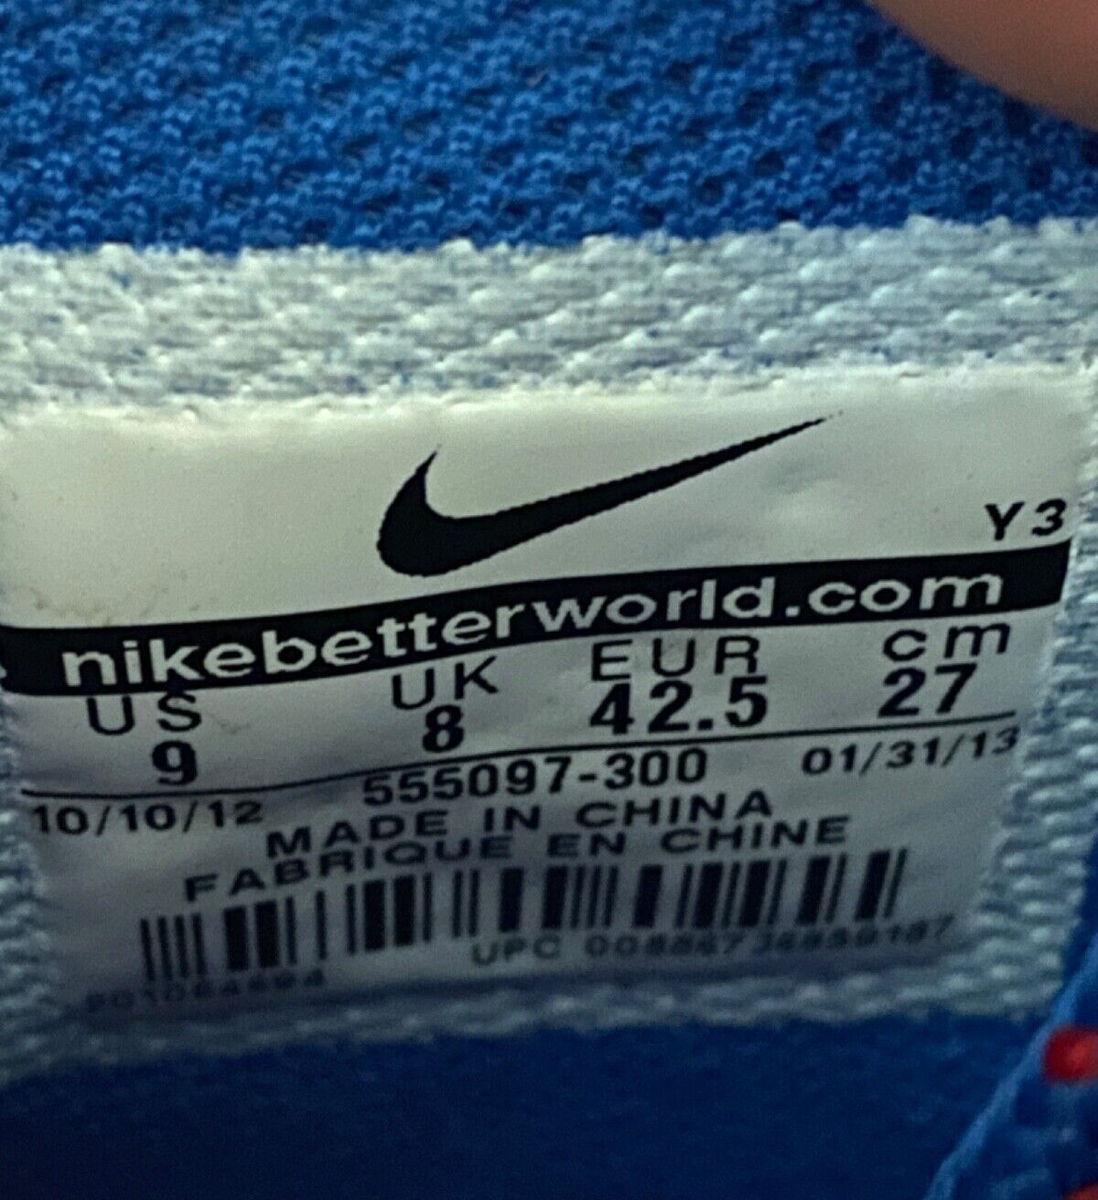 Y3
nikebetterworld.com
US UK EUR cm
9 8 42.5 27
10/10/12 555097-300 01/31/13
MADE IN CHINA
FABRIQUE EN CHINE
UPC